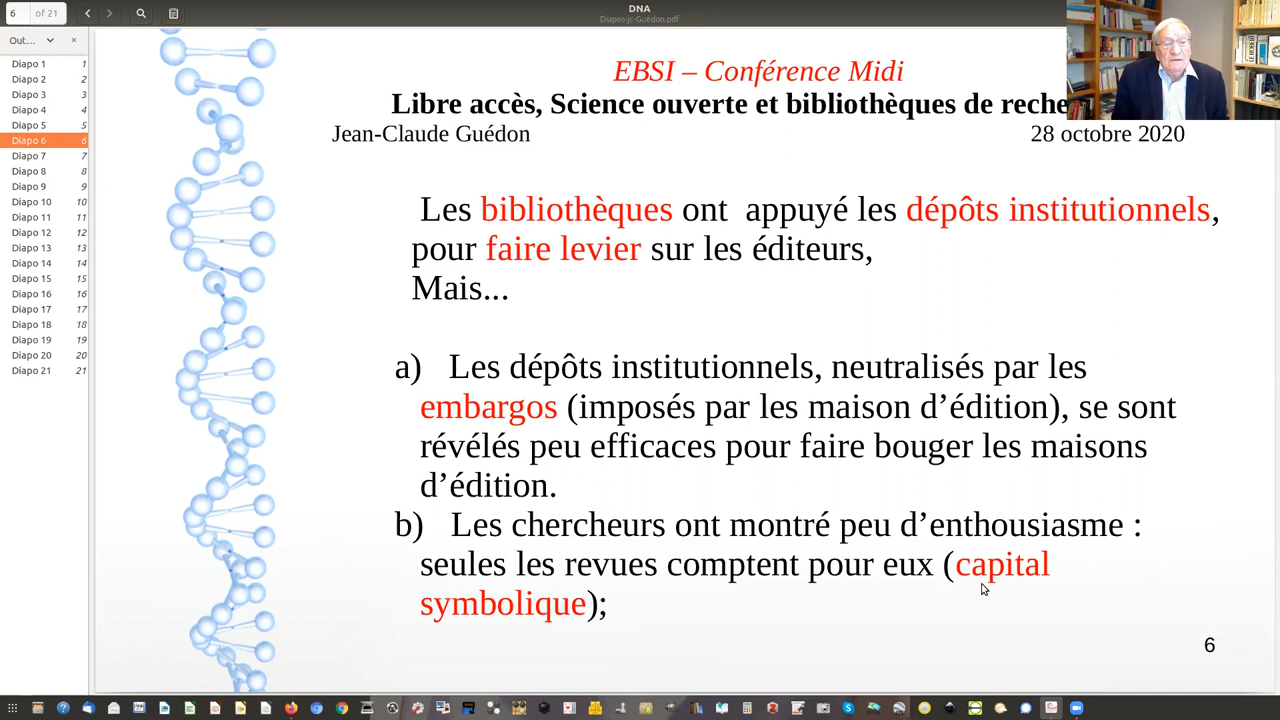 DNA
Diapos-jc-Guédon.pdf
6 of 21
Out...
Diapo 1 1
Diapo 2 2
Diapo 3 3
Diapo 4 4
Diapo 5 5
Diapo 6 6
Diapo 7 7
Diapo 8 8
Diapo 9 9
Diapo 10 10
Diapo 11 11
Diapo 12 12
Diapo 13 13
Diapo 14 14
Diapo 15 15
Diapo 16 16
Diapo 17 17
Diapo 18 18
Diapo 19 19
Diapo 20 20
Diapo 21 21
EBSI – Conférence Midi
Libre accès, Science ouverte et bibliothèques de reche
Jean-Claude Guédon 28 octobre 2020
Les bibliothèques ont appuyé les dépôts institutionnels,
pour faire levier sur les éditeurs,
Mais...
a) Les dépôts institutionnels, neutralisés par les
embargos (imposés par les maison d’édition), se sont
révélés peu efficaces pour faire bouger les maisons
d’édition.
b) Les chercheurs ont montré peu d’enthousiasme :
seules les revues comptent pour eux (capital
symbolique);
6